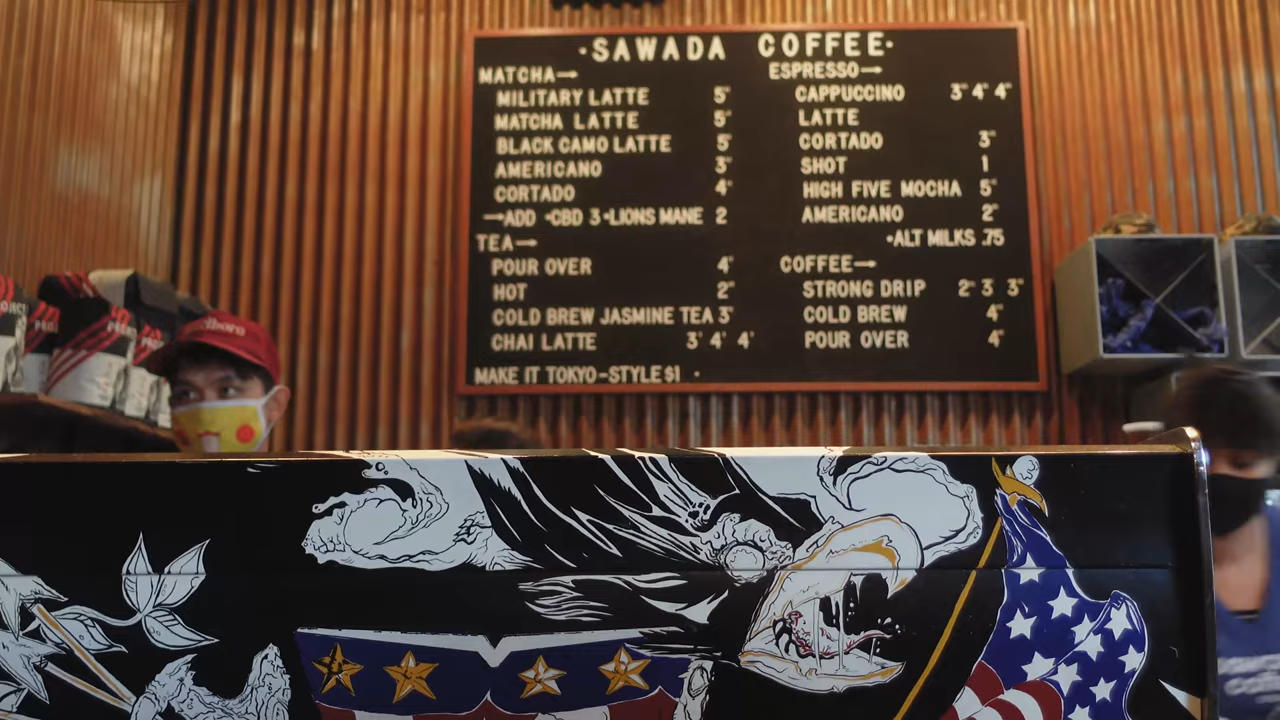 ·SAWADA COFFEE·
MATCHA→
MILITARY LATTE 5"
MATCHA LATTE 5"
BLACK CAMO LATTE 5"
AMERICANO 3"
CORTADO 4"
→ADD ·CBD 3·LIONS MANE 2
TEA→
POUR OVER 4"
HOT 2"
COLD BREW JASMINE TEA 3"
CHAI LATTE 3" 4" 4"
MAKE IT TOKYO-STYLE $1 ·
ESPRESSO→
CAPPUCCINO 3" 4" 4"
LATTE
CORTADO 3"
SHOT 1
HIGH FIVE MOCHA 5"
AMERICANO 2"
·ALT MILKS .75
COFFEE→
STRONG DRIP 2" 3 3"
COLD BREW 4"
POUR OVER 4"
Marlboro